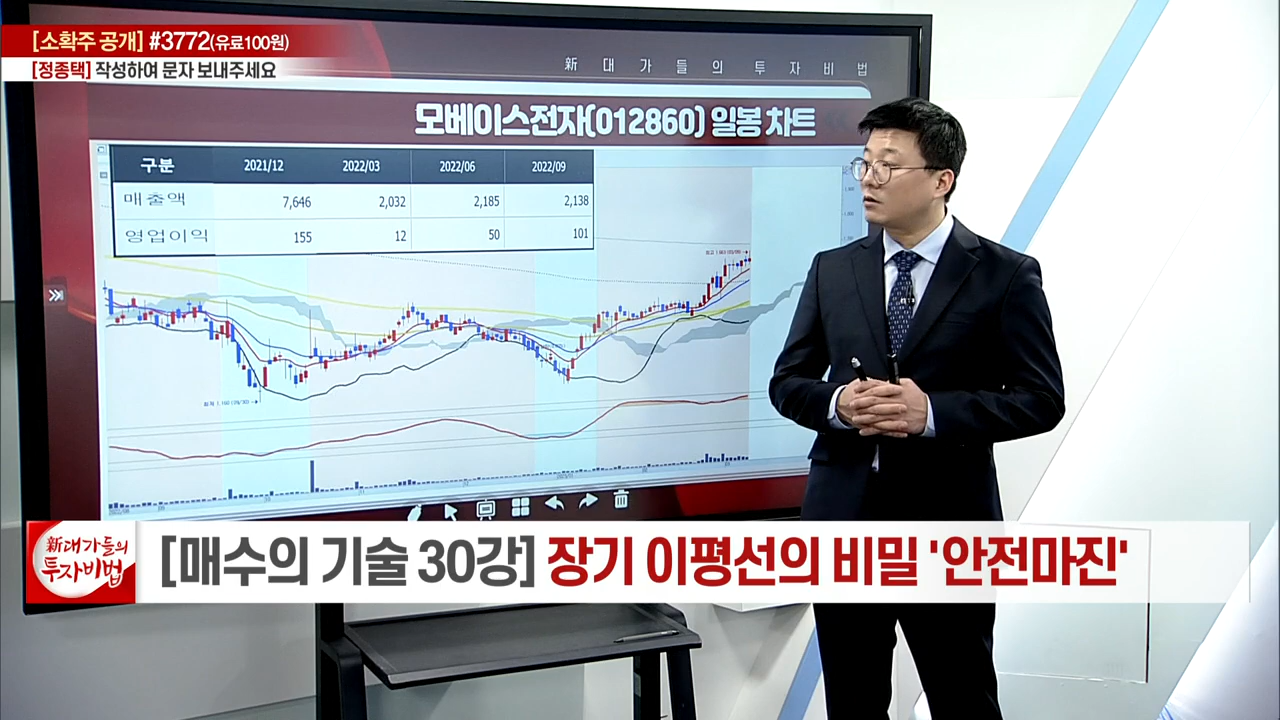 [소확주 공개] #3772(유료100원)
[정종택] 작성하여 문자 보내주세요
新 대 가 들 의 투 자 비 법
모베이스전자(012860) 일봉 차트
구분 2021/12 2022/03 2022/06 2022/09
매출액 7,646 2,032 2,185 2,138
영업이익 155 12 50 101
新대가들의
투자비법
[매수의 기술 30강] 장기 이평선의 비밀 '안전마진'